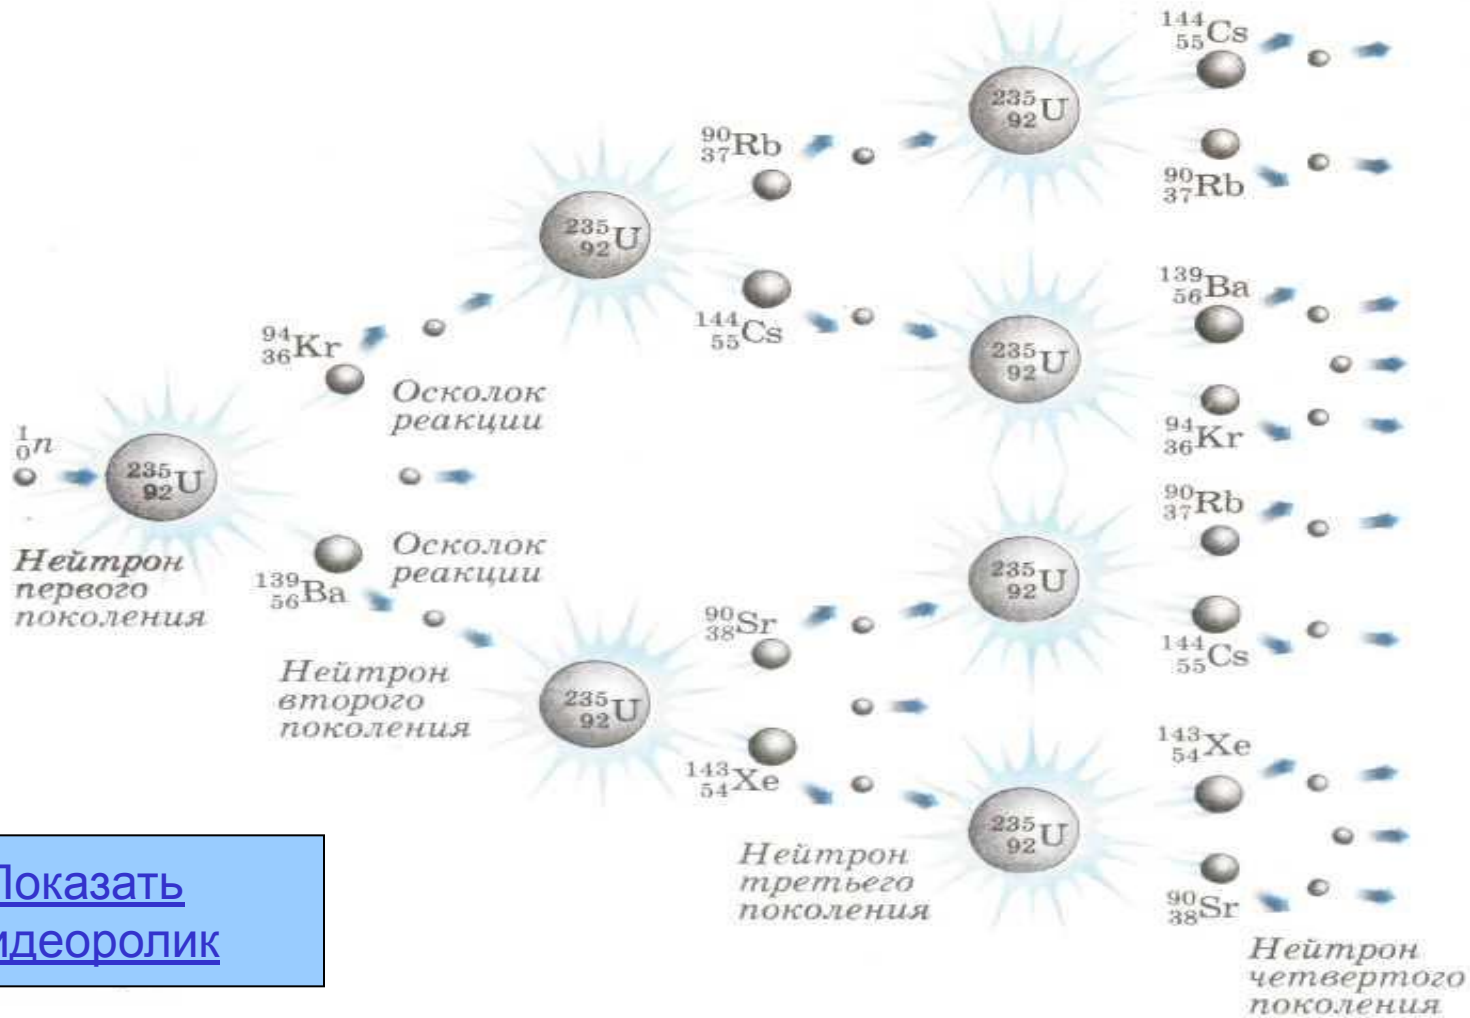 ¹₀n
²³⁵₉₂U
Нейтрон
первого
поколения
⁹⁴₃₆Kr
Осколок
реакции
Осколок
реакции
¹³⁹₅₆Ba
Нейтрон
второго
поколения
²³⁵₉₂U
²³⁵₉₂U
⁹⁰₃₇Rb
¹⁴⁴₅₅Cs
⁹⁰₃₈Sr
¹⁴³₅₄Xe
Нейтрон
третьего
поколения
²³⁵₉₂U
²³⁵₉₂U
²³⁵₉₂U
²³⁵₉₂U
¹⁴⁴₅₅Cs
⁹⁰₃₇Rb
¹³⁹₅₆Ba
⁹⁴₃₆Kr
⁹⁰₃₇Rb
¹⁴⁴₅₅Cs
¹⁴³₅₄Xe
⁹⁰₃₈Sr
Нейтрон
четвертого
поколения
Показать
идеоролик